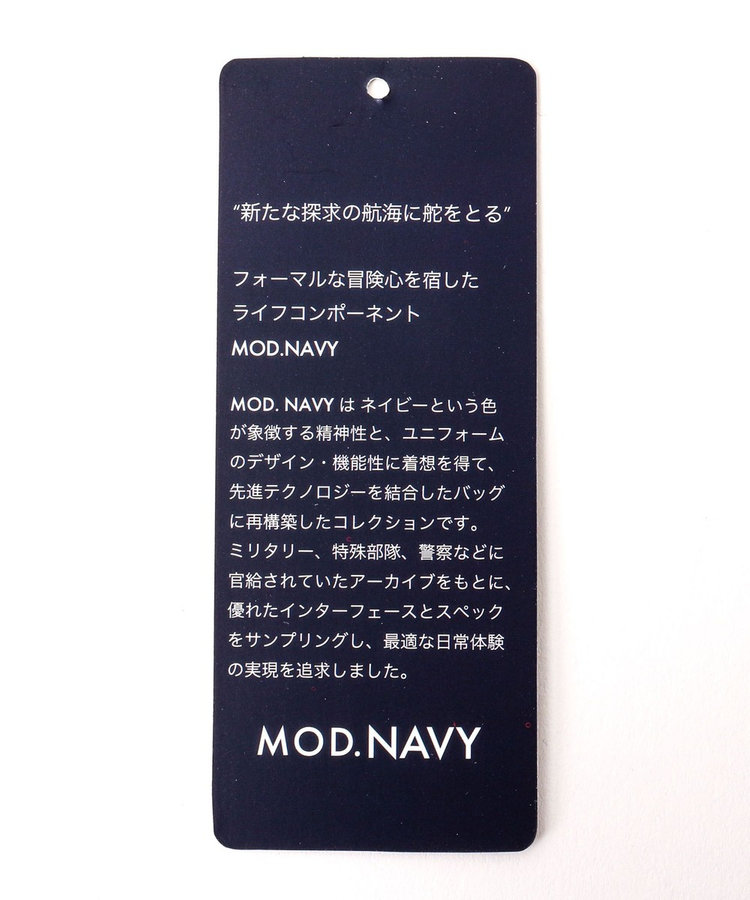 “新たな探求の航海に舵をとる”
フォーマルな冒険心を宿した
ライフコンポーネント
MOD.NAVY
MOD. NAVY は ネイビーという色
が象徴する精神性と、ユニフォーム
のデザイン・機能性に着想を得て、
先進テクノロジーを結合したバッグ
に再構築したコレクションです。
ミリタリー、特殊部隊、警察などに
官給されていたアーカイブをもとに、
優れたインターフェースとスペック
をサンプリングし、最適な日常体験
の実現を追求しました。
MOD.NAVY